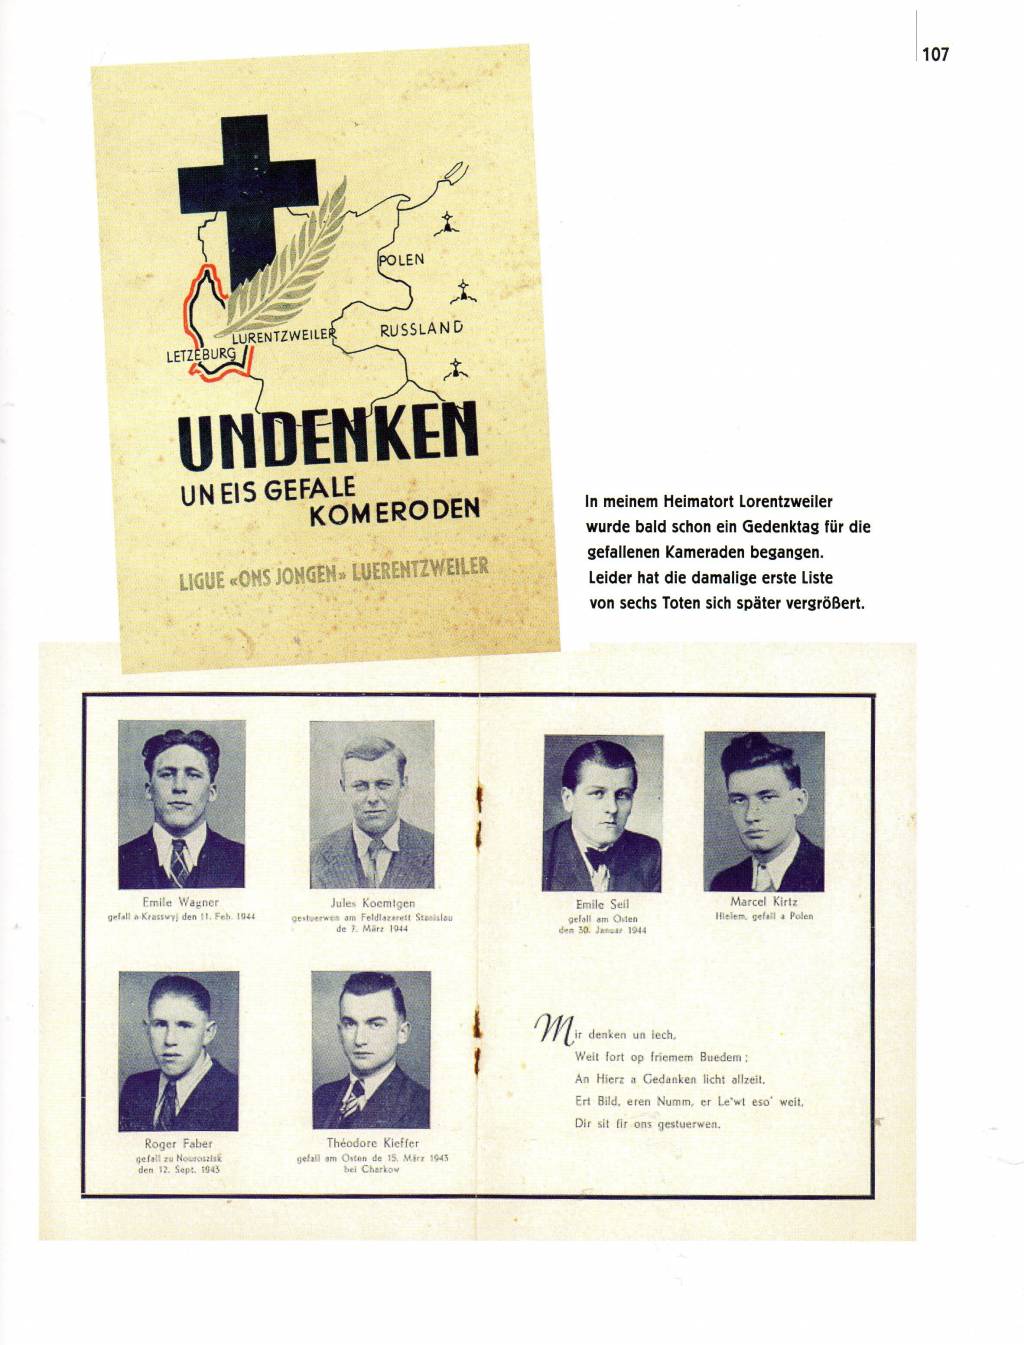 107
POLEN
RUSSLAND
LURENTZWEILER
LETZEBURG
UNDENKEN
UN EIS GEFALE
KOMERODEN
LIGUE «ONS JONGEN» LUERENTZWEILER
In meinem Heimatort Lorentzweiler
wurde bald schon ein Gedenktag für die
gefallenen Kameraden begangen.
Leider hat die damalige erste Liste
von sechs Toten sich später vergrößert.
Emile Wagner
gefall a Krasswyj den 11. Feb. 1944
Jules Koemtgen
gestuerwen am Feldlazarett Stanislau
de 7. März 1944
Emile Seil
gefall am Osten
den 30. Januar 1944
Marcel Kirtz
Hielem, gefall a Polen
Roger Faber
gefall zu Nouroszisk
den 12. Sept. 1943
Théodore Kieffer
gefall am Osten de 15. März 1943
bei Charkow
Mir denken un iech,
Weit fort op friemem Buedem ;
An Hierz a Gedanken licht allzeit,
Ert Bild, eren Numm, er Le'wt eso' weit,
Dir sit fir ons gestuerwen.